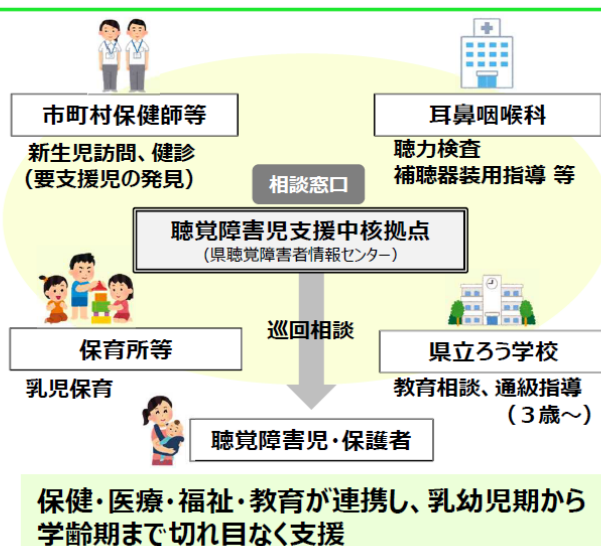 市町村保健師等
新生児訪問、健診
(要支援児の発見)
耳鼻咽喉科
聴力検査
補聴器装用指導 等
相談窓口
聴覚障害児支援中核拠点
(県聴覚障害者情報センター)
保育所等
乳児保育
巡回相談
県立ろう学校
教育相談、通級指導
(３歳～)
聴覚障害児・保護者
保健・医療・福祉・教育が連携し、乳幼児期から
学齢期まで切れ目なく支援